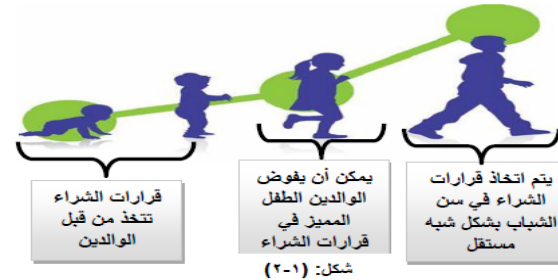 يتم اتخاذ قرارات
الشراء في سن
الشباب بشكل شبه
مستقل
يمكن أن يفوض
الوالدين الطفل
المميز في
قرارات الشراء
قرارات الشراء
تتخذ من قبل
الوالدين
شكل: (١-٢)